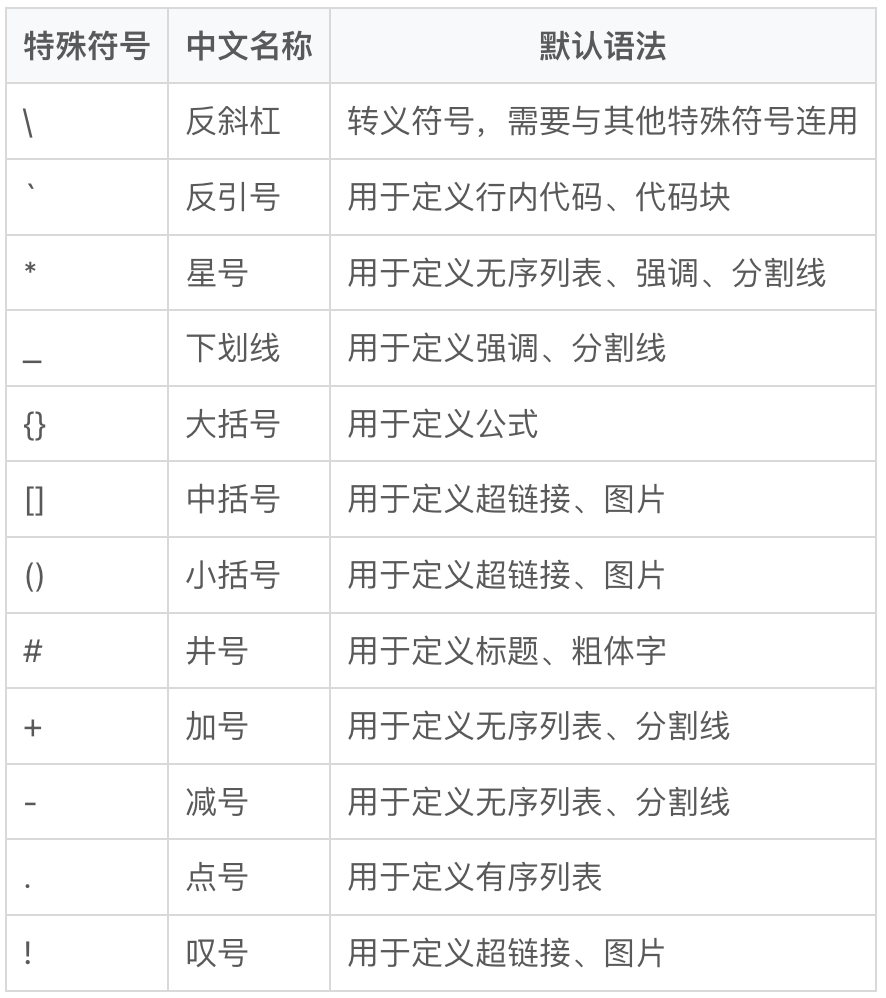 特殊符号 中文名称 默认语法
\ 反斜杠 转义符号，需要与其他特殊符号连用
` 反引号 用于定义行内代码、代码块
* 星号 用于定义无序列表、强调、分割线
_ 下划线 用于定义强调、分割线
{} 大括号 用于定义公式
[] 中括号 用于定义超链接、图片
() 小括号 用于定义超链接、图片
# 井号 用于定义标题、粗体字
+ 加号 用于定义无序列表、分割线
- 减号 用于定义无序列表、分割线
. 点号 用于定义有序列表
! 叹号 用于定义超链接、图片